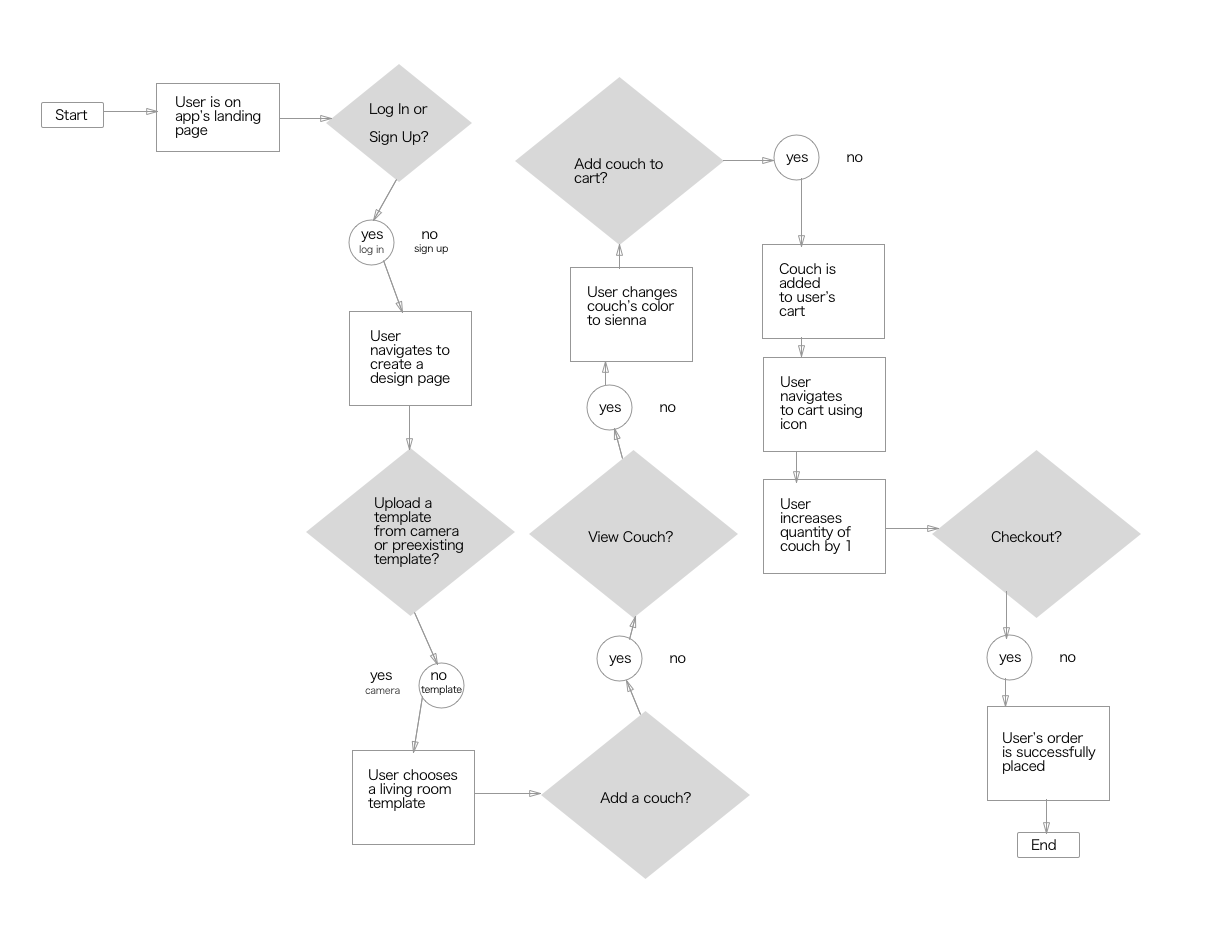 Start
User is on
app's landing
page
Log In or
Sign Up?
yes
log in
no
sign up
User
navigates to
create a
design page
Upload a
template
from camera
or preexisting
template?
yes
camera
no
template
User chooses
a living room
template
Add a couch?
yes
no
View Couch?
yes
no
User changes
couch's color
to sienna
Add couch to
cart?
yes
no
Couch is
added
to user's
cart
User
navigates
to cart using
icon
User
increases
quantity of
couch by 1
Checkout?
yes
no
User's order
is successfully
placed
End